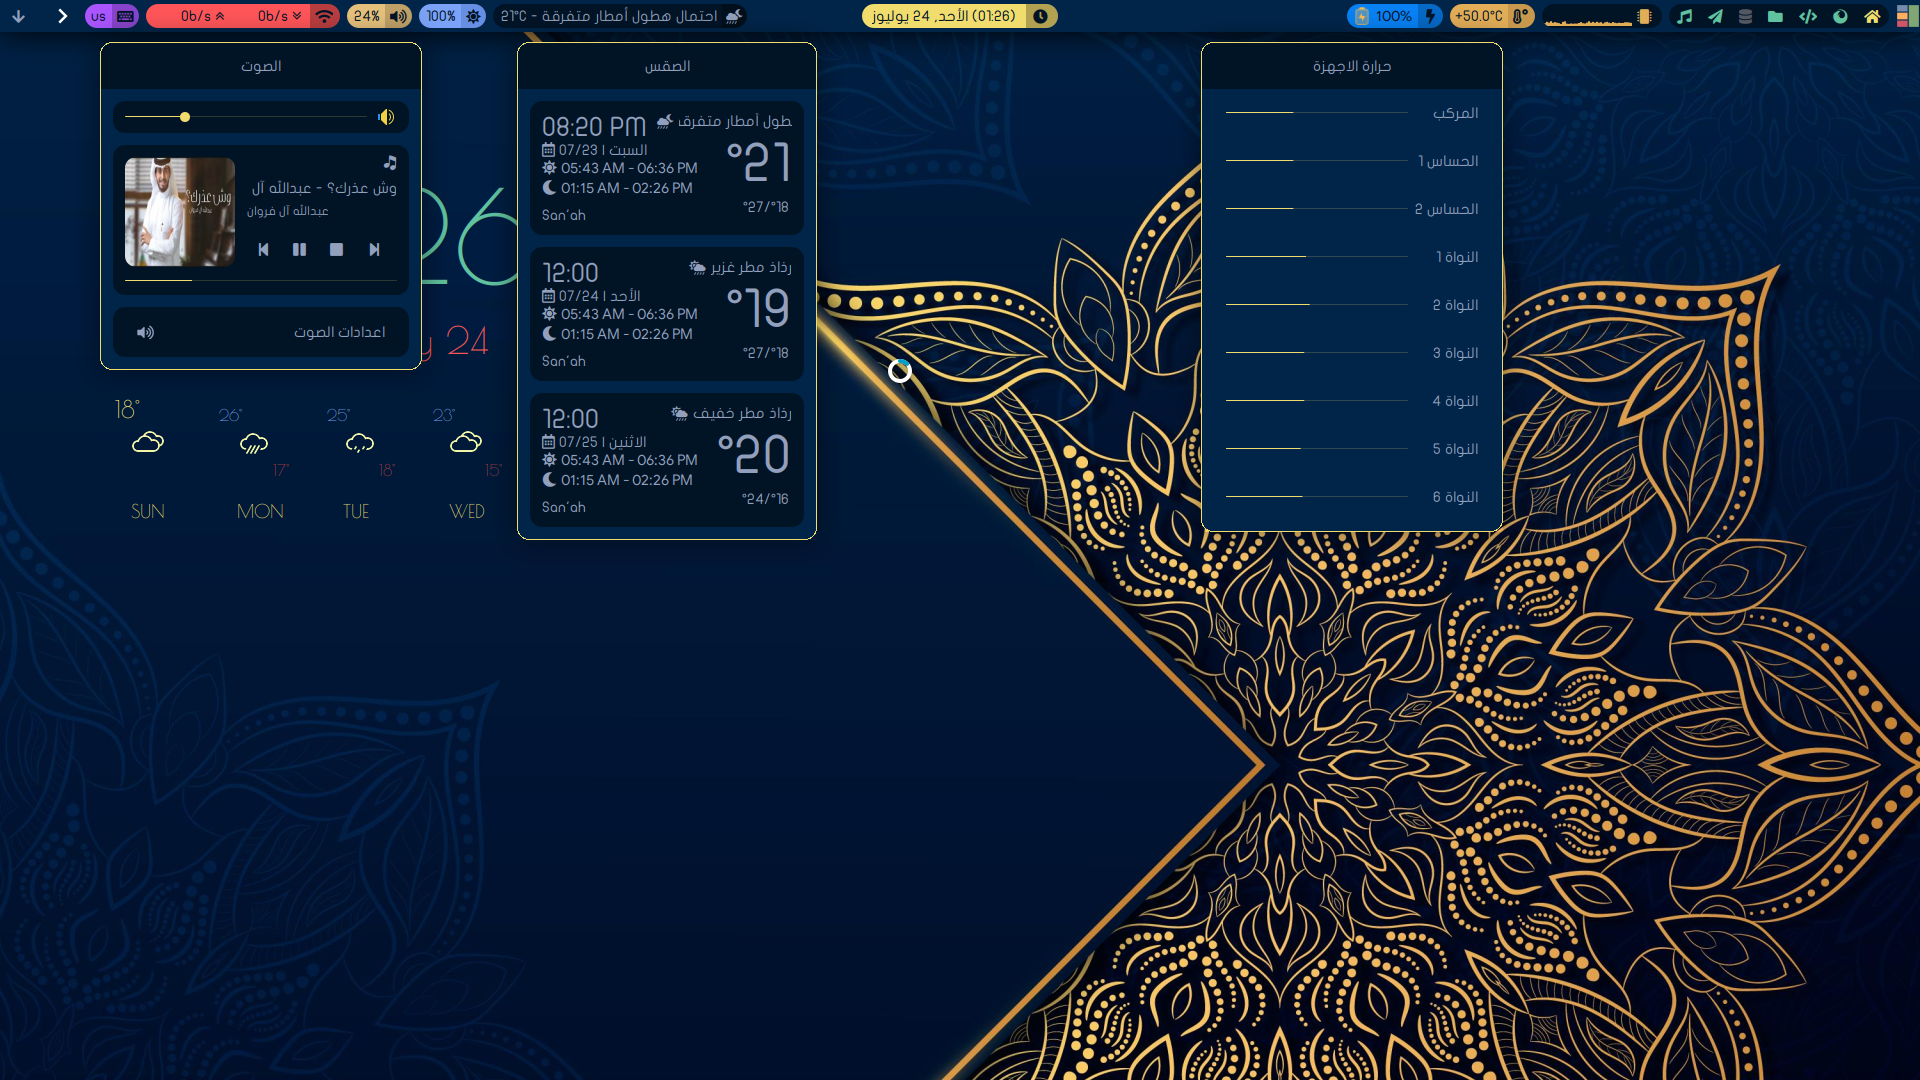 us
0b/s 0b/s
24%
100%
21°C - احتمال هطول أمطار متفرقة
(01:26) الأحد, 24 يوليوز
100%
+50.0°C
الصوت
وش عذرك؟ - عبدالله آل
عبدالله آل فروان
وش عذرك؟
اعدادات الصوت
26
24
18°
26°
25°
23°
17°
18°
15°
SUN
MON
TUE
WED
الصقس
08:20 PM
طول أمطار متفرقة
السبت | 07/23
05:43 AM - 06:36 PM
01:15 AM - 02:26 PM
°21
°27/°18
San'ah
12:00
رذاذ مطر غزير
الأحد | 07/24
05:43 AM - 06:36 PM
01:15 AM - 02:26 PM
°19
°27/°18
San'ah
12:00
رذاذ مطر خفيف
الاثنين | 07/25
05:43 AM - 06:36 PM
01:15 AM - 02:26 PM
°20
°24/°16
San'ah
حرارة الاجهزة
المركب
الحساس 1
الحساس 2
النواة 1
النواة 2
النواة 3
النواة 4
النواة 5
النواة 6